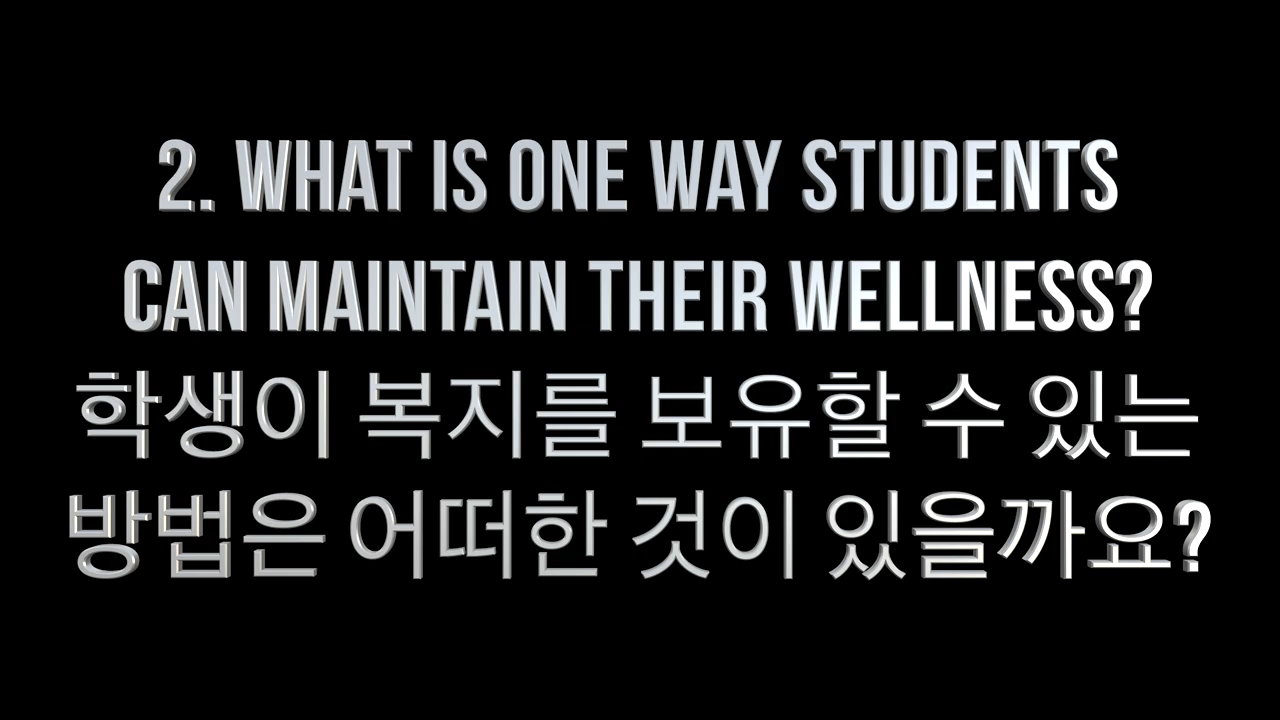 2. WHAT IS ONE WAY STUDENTS
CAN MAINTAIN THEIR WELLNESS?
학생이 복지를 보유할 수 있는
방법은 어떠한 것이 있을까요?